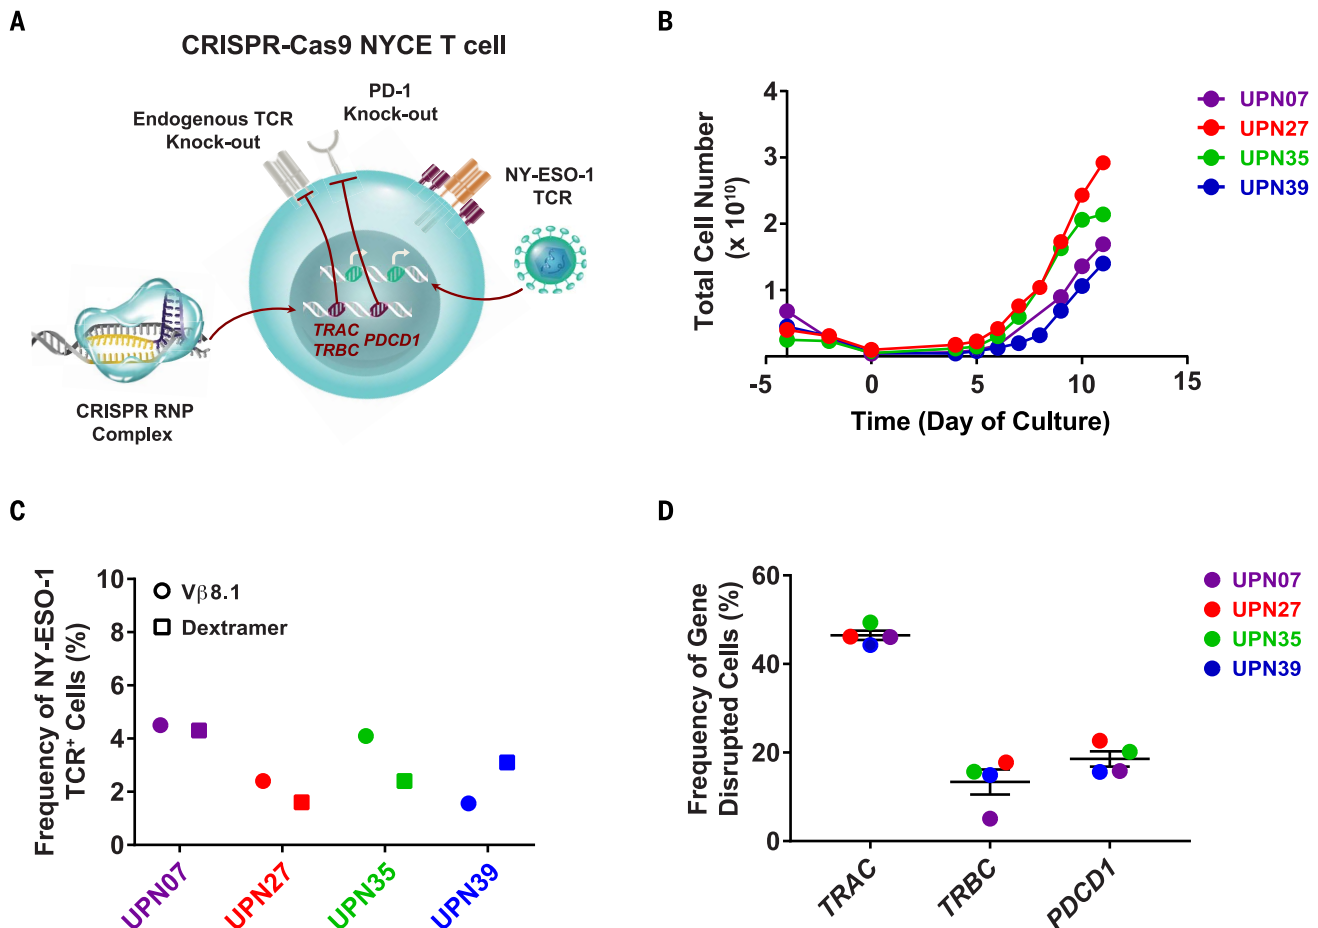 A
CRISPR-Cas9 NYCE T cell
PD-1
Knock-out
Endogenous TCR
Knock-out
NY-ESO-1
TCR
TRAC
TRBC
PDCD1
CRISPR RNP
Complex
B
Total Cell Number
(x 10¹⁰)
4
3
2
1
-5
0
5
10
15
Time (Day of Culture)
UPN07
UPN27
UPN35
UPN39
C
Frequency of NY-ESO-1
TCR⁺ Cells (%)
10
8
6
4
2
0
Vβ8.1
Dextramer
UPN07
UPN27
UPN35
UPN39
D
Frequency of Gene
Disrupted Cells (%)
60
40
20
0
TRAC
TRBC
PDCD1
UPN07
UPN27
UPN35
UPN39